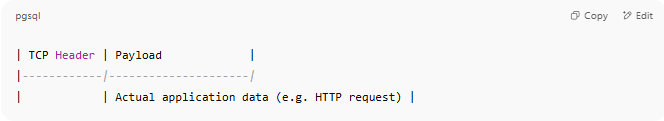 pgsql Copy Edit
| TCP Header | Payload |
|------------/---------------------/
| | Actual application data (e.g. HTTP request) |